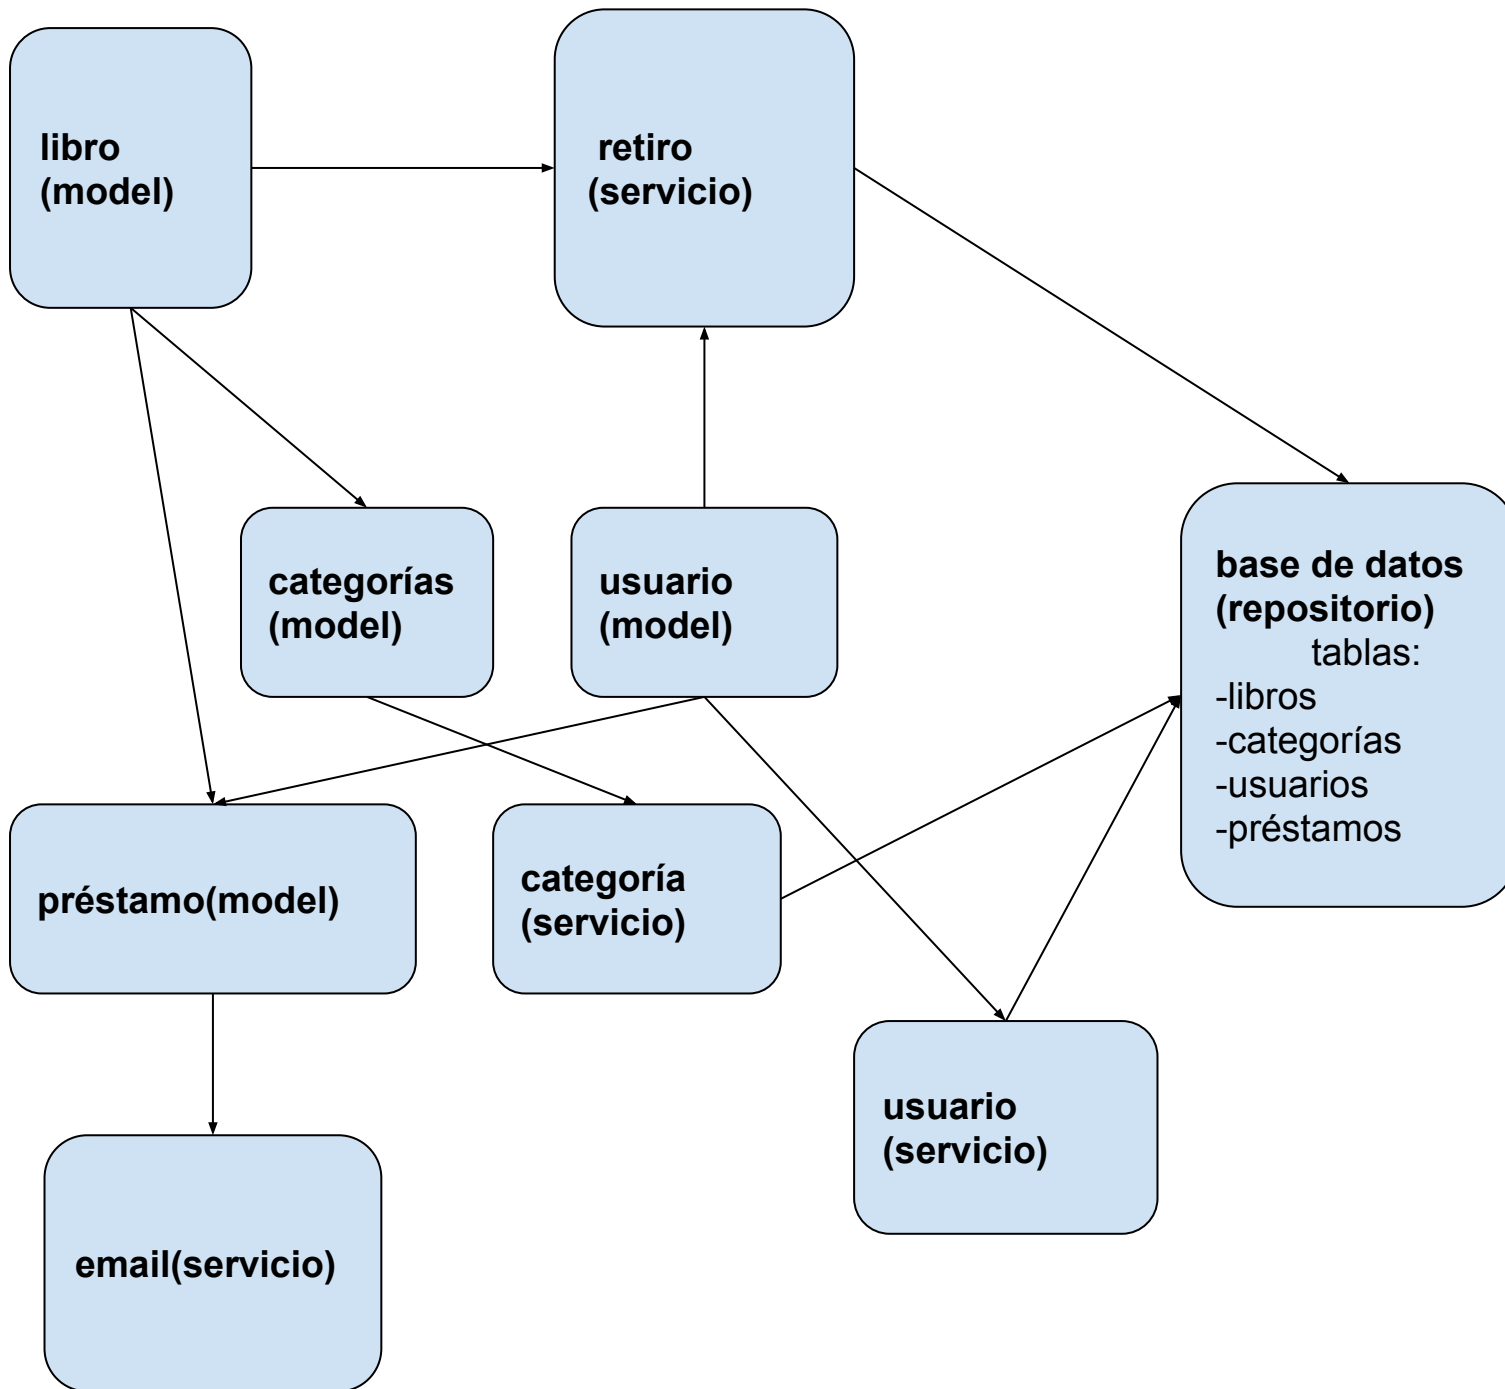 libro
(model)
retiro
(servicio)
categorías
(model)
usuario
(model)
base de datos
(repositorio)
tablas:
-libros
-categorías
-usuarios
-préstamos
préstamo(model)
categoría
(servicio)
usuario
(servicio)
email(servicio)